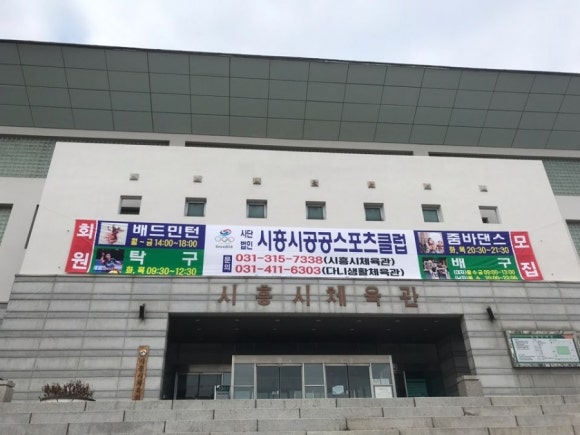 회원
모집
배드민턴
월~금 14:00~18:00
탁구
화, 목 09:30~12:30
사단법인
시흥시공공스포츠클럽
문의
031-315-7338(시흥시체육관)
031-411-6303(다니생활체육관)
줌바댄스
화, 목 20:30~21:30
배구
시흥시체육관